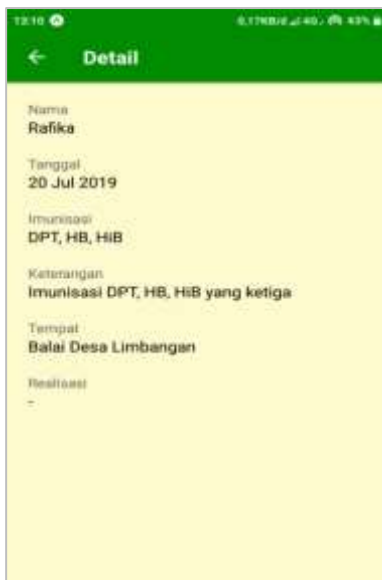 13:10
← Detail
Nama
Rafika
Tanggal
20 Jul 2019
Imunisasi
DPT, HB, HiB
Keterangan
Imunisasi DPT, HB, HiB yang ketiga
Tempat
Balai Desa Limbangan
Realisasi
-